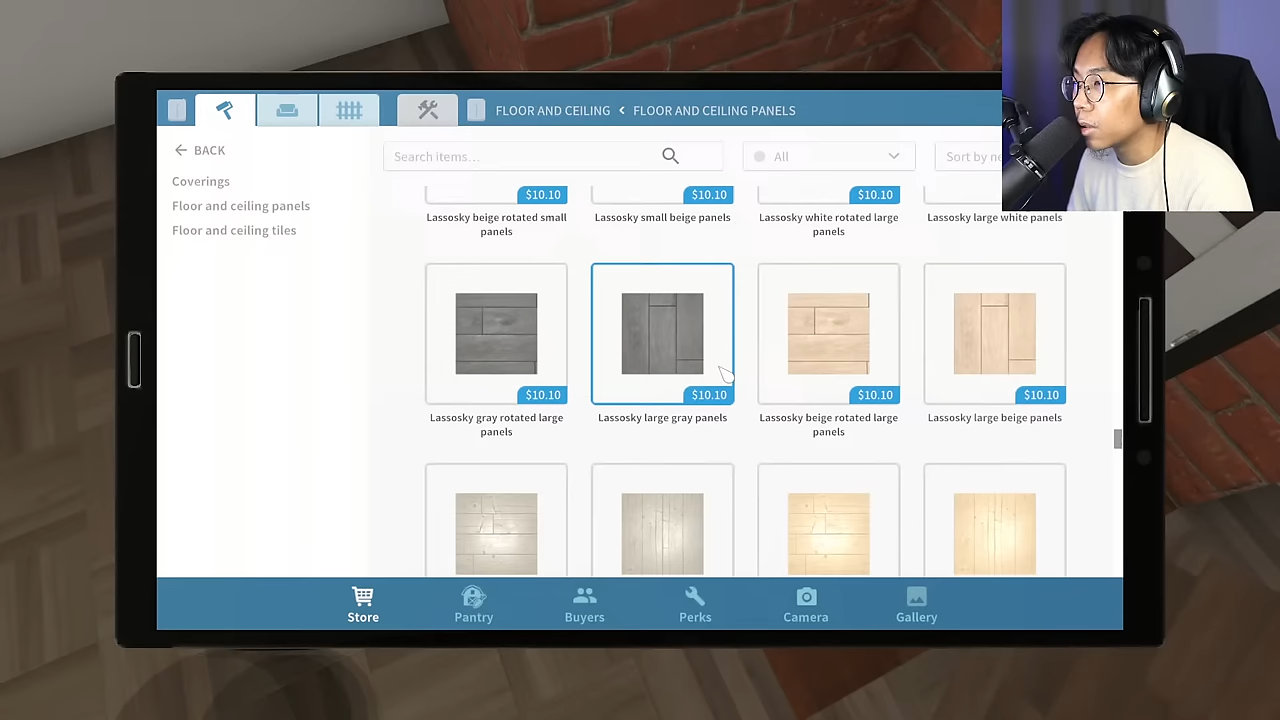 FLOOR AND CEILING < FLOOR AND CEILING PANELS
BACK
Coverings
Floor and ceiling panels
Floor and ceiling tiles
Search items...
All
Sort by ne
$10.10
$10.10
$10.10
Lassosky beige rotated small
panels
Lassosky small beige panels
Lassosky white rotated large
panels
Lassosky large white panels
$10.10
$10.10
$10.10
$10.10
Lassosky gray rotated large
panels
Lassosky large gray panels
Lassosky beige rotated large
panels
Lassosky large beige panels
Store
Pantry
Buyers
Perks
Camera
Gallery